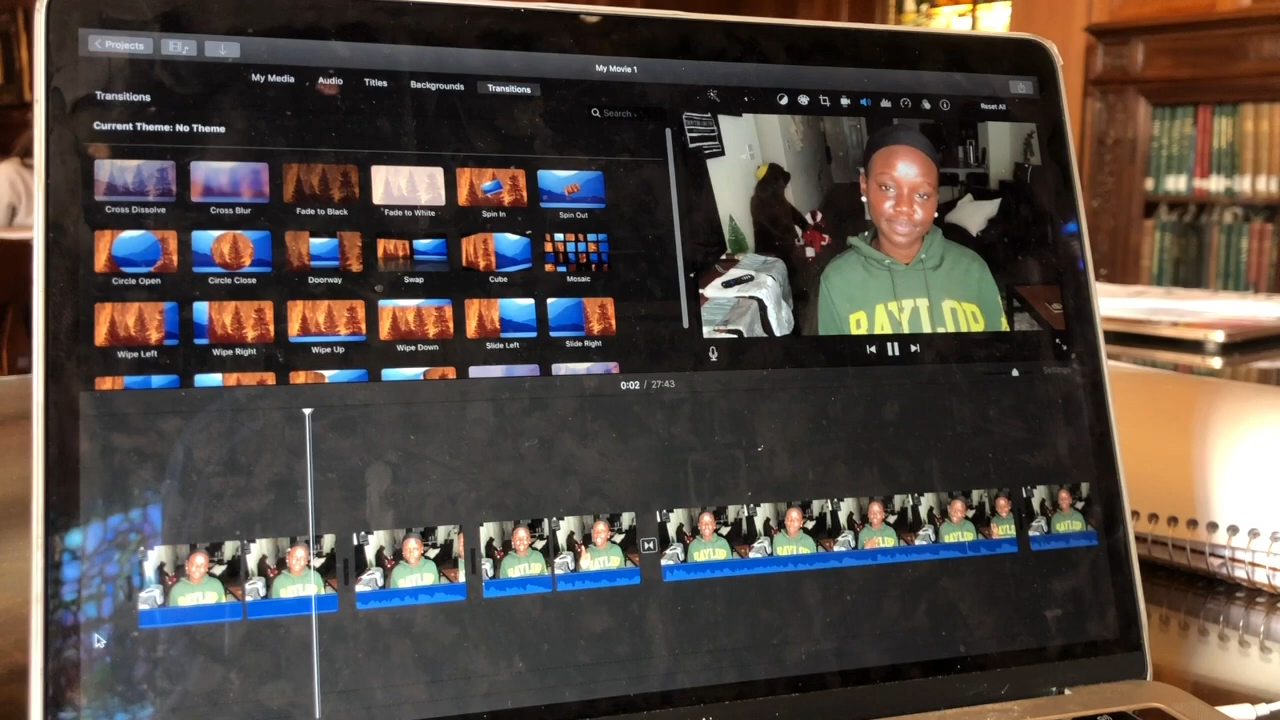 Projects
My Movie 1
My Media Audio Titles Backgrounds Transitions
Transitions
Search
Reset All
Current Theme: No Theme
Cross Dissolve Cross Blur Fade to Black Fade to White Spin In Spin Out
Circle Open Circle Close Doorway Swap Cube Mosaic
Wipe Left Wipe Right Wipe Up Wipe Down Slide Left Slide Right
BAYLOR
0:02 / 27:43
Settings